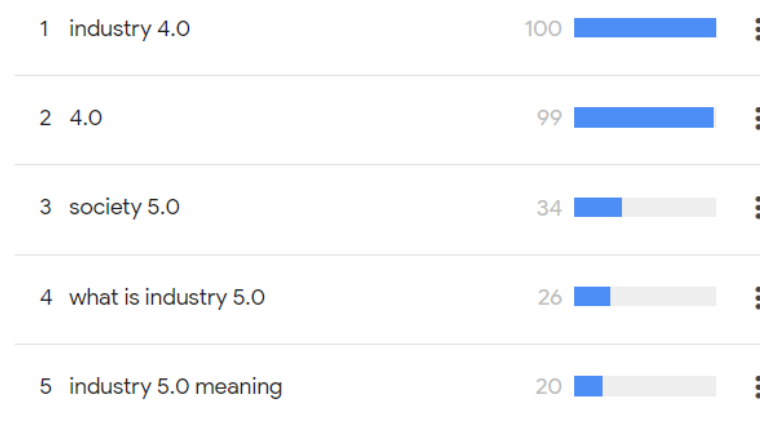 1 industry 4.0 100
2 4.0 99
3 society 5.0 34
4 what is industry 5.0 26
5 industry 5.0 meaning 20